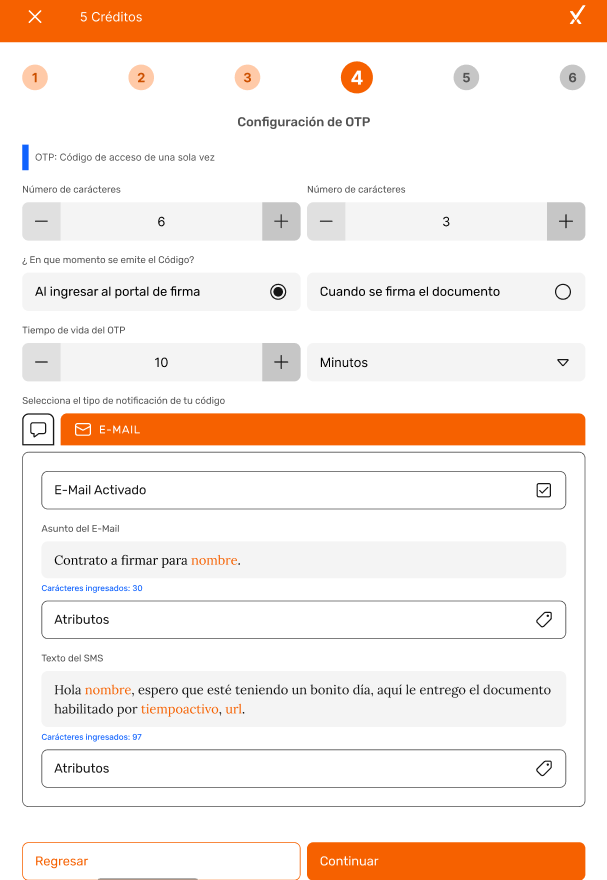 5 Créditos
1 2 3 4 5 6
Configuración de OTP
OTP: Código de acceso de una sola vez
Número de carácteres Número de carácteres
6 3
¿ En que momento se emite el Código?
Al ingresar al portal de firma Cuando se firma el documento
Tiempo de vida del OTP
10 Minutos
Selecciona el tipo de notificación de tu código
E-MAIL
E-Mail Activado
Asunto del E-Mail
Contrato a firmar para nombre.
Carácteres ingresados: 30
Atributos
Texto del SMS
Hola nombre, espero que esté teniendo un bonito día, aquí le entrego el documento
habilitado por tiempoactivo, url.
Carácteres ingresados: 97
Atributos
Regresar Continuar